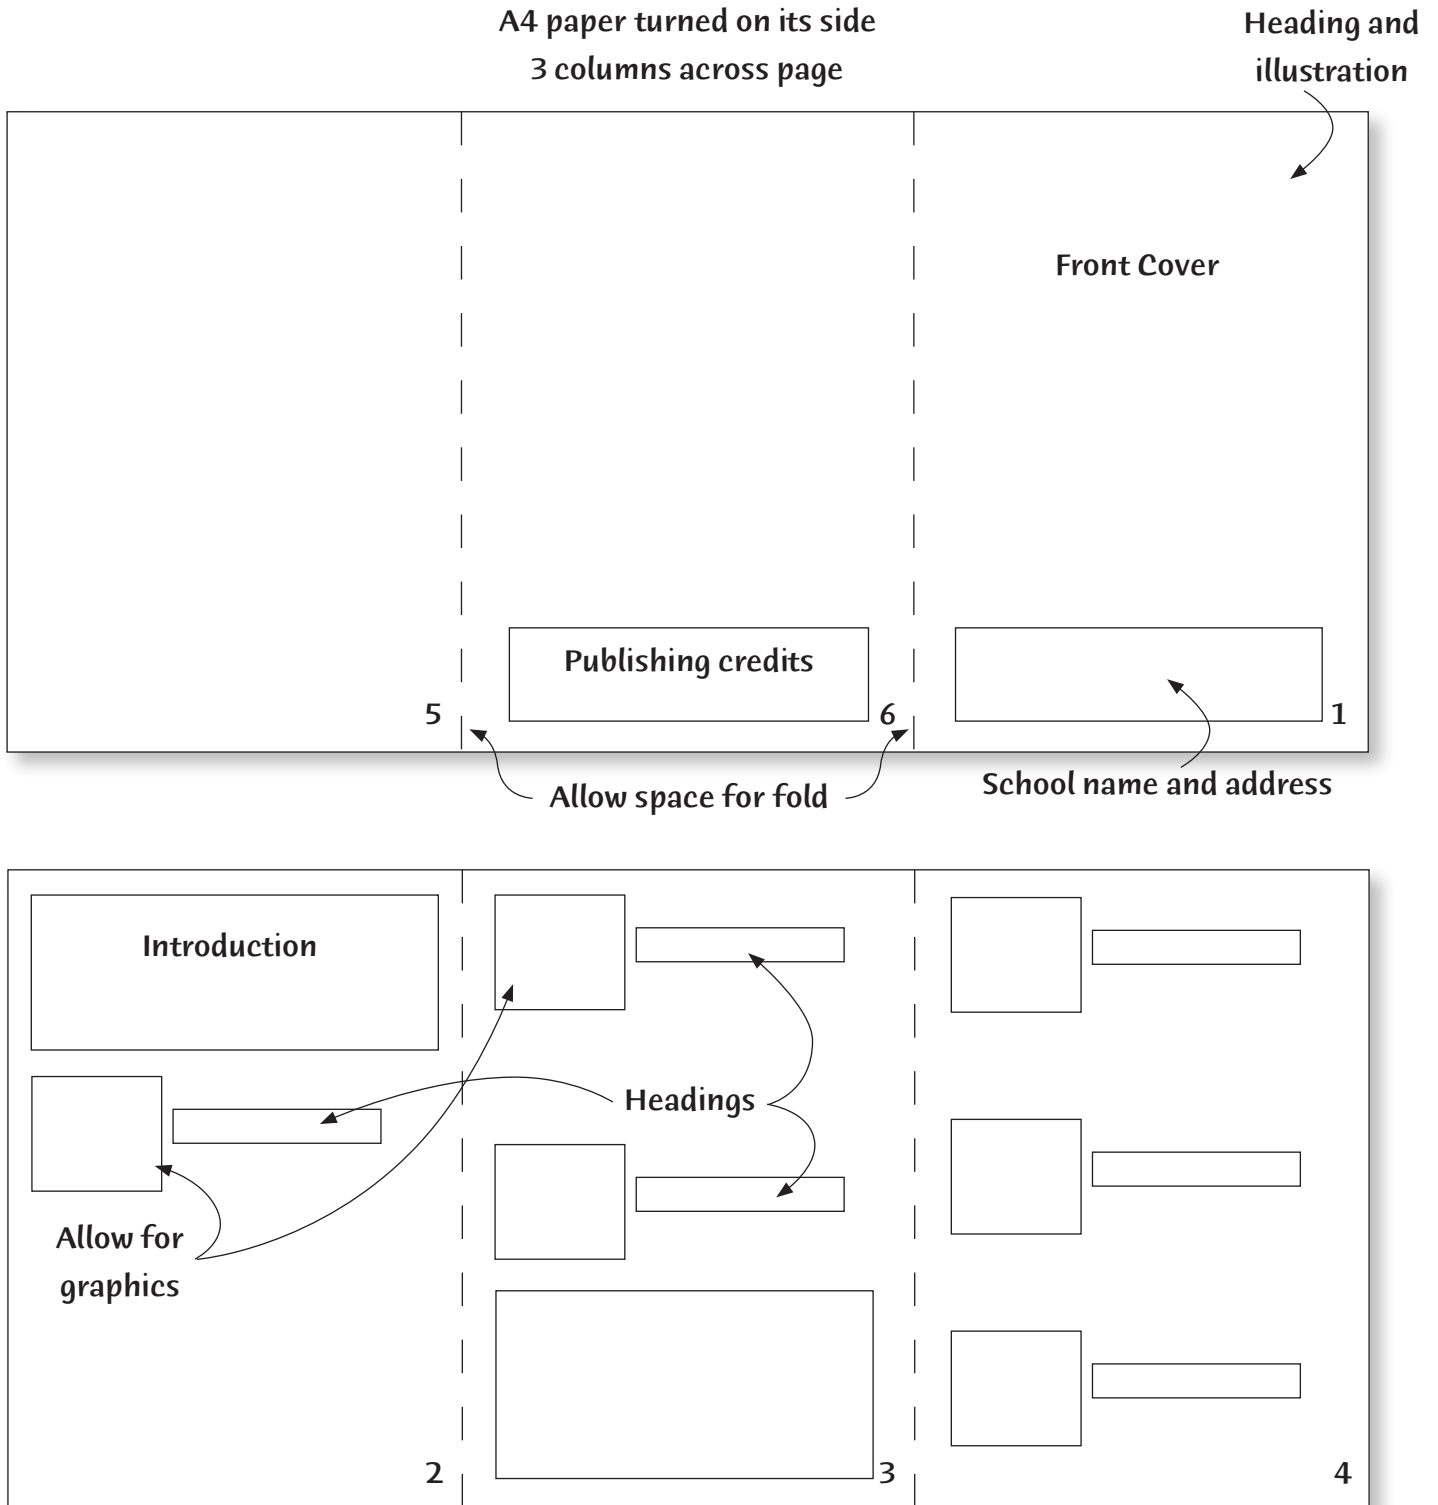 A4 paper turned on its side
3 columns across page
Heading and
illustration
Front Cover
Publishing credits
5
6
1
Allow space for fold
School name and address
Introduction
Headings
Allow for
graphics
2
3
4